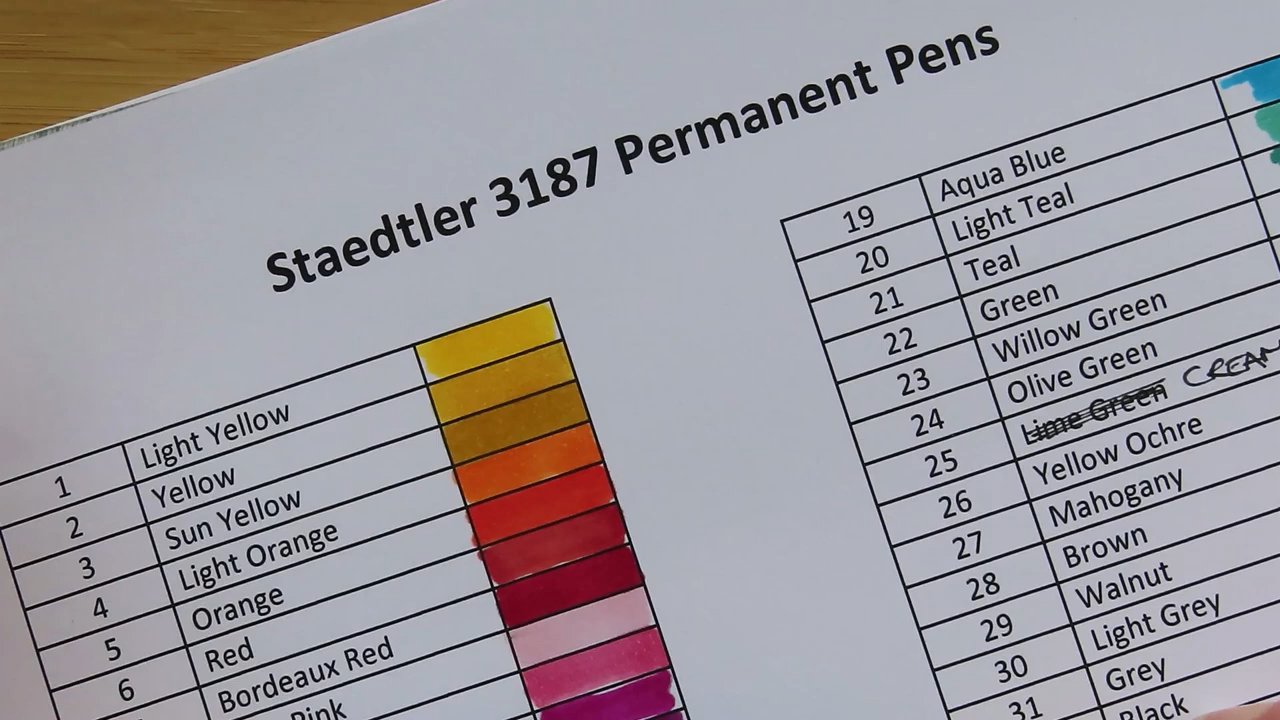 Staedtler 3187 Permanent Pens
1 Light Yellow
2 Yellow
3 Sun Yellow
4 Light Orange
5 Orange
6 Red
Bordeaux Red
Pink
19 Aqua Blue
20 Light Teal
21 Teal
22 Green
23 Willow Green
24 Olive Green
25 Lime Green CREAM
26 Yellow Ochre
27 Mahogany
28 Brown
29 Walnut
30 Light Grey
31 Grey
Black